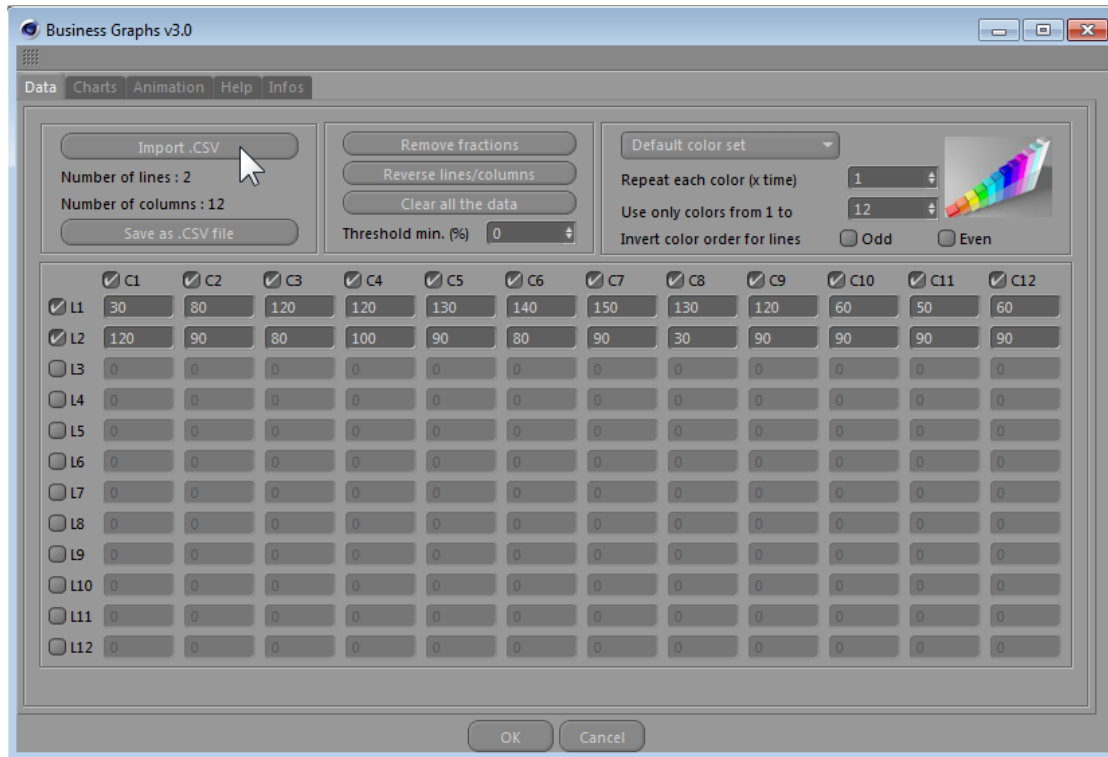 Business Graphs v3.0
Data Charts Animation Help Infos
Import .CSV
Number of lines : 2
Number of columns : 12
Save as .CSV file
Remove fractions
Reverse lines/columns
Clear all the data
Threshold min. (%) 0
Default color set
Repeat each color (x time) 1
Use only colors from 1 to 12
Invert color order for lines Odd Even
C1 C2 C3 C4 C5 C6 C7 C8 C9 C10 C11 C12
L1 30 80 120 120 130 140 150 130 120 60 50 60
L2 120 90 80 100 90 80 90 30 90 90 90 90
L3 0 0 0 0 0 0 0 0 0 0 0 0
L4 0 0 0 0 0 0 0 0 0 0 0 0
L5 0 0 0 0 0 0 0 0 0 0 0 0
L6 0 0 0 0 0 0 0 0 0 0 0 0
L7 0 0 0 0 0 0 0 0 0 0 0 0
L8 0 0 0 0 0 0 0 0 0 0 0 0
L9 0 0 0 0 0 0 0 0 0 0 0 0
L10 0 0 0 0 0 0 0 0 0 0 0 0
L11 0 0 0 0 0 0 0 0 0 0 0 0
L12 0 0 0 0 0 0 0 0 0 0 0 0
OK Cancel